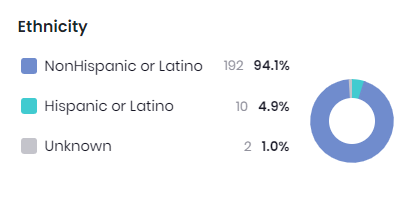 Ethnicity
NonHispanic or Latino 192 94.1%
Hispanic or Latino 10 4.9%
Unknown 2 1.0%